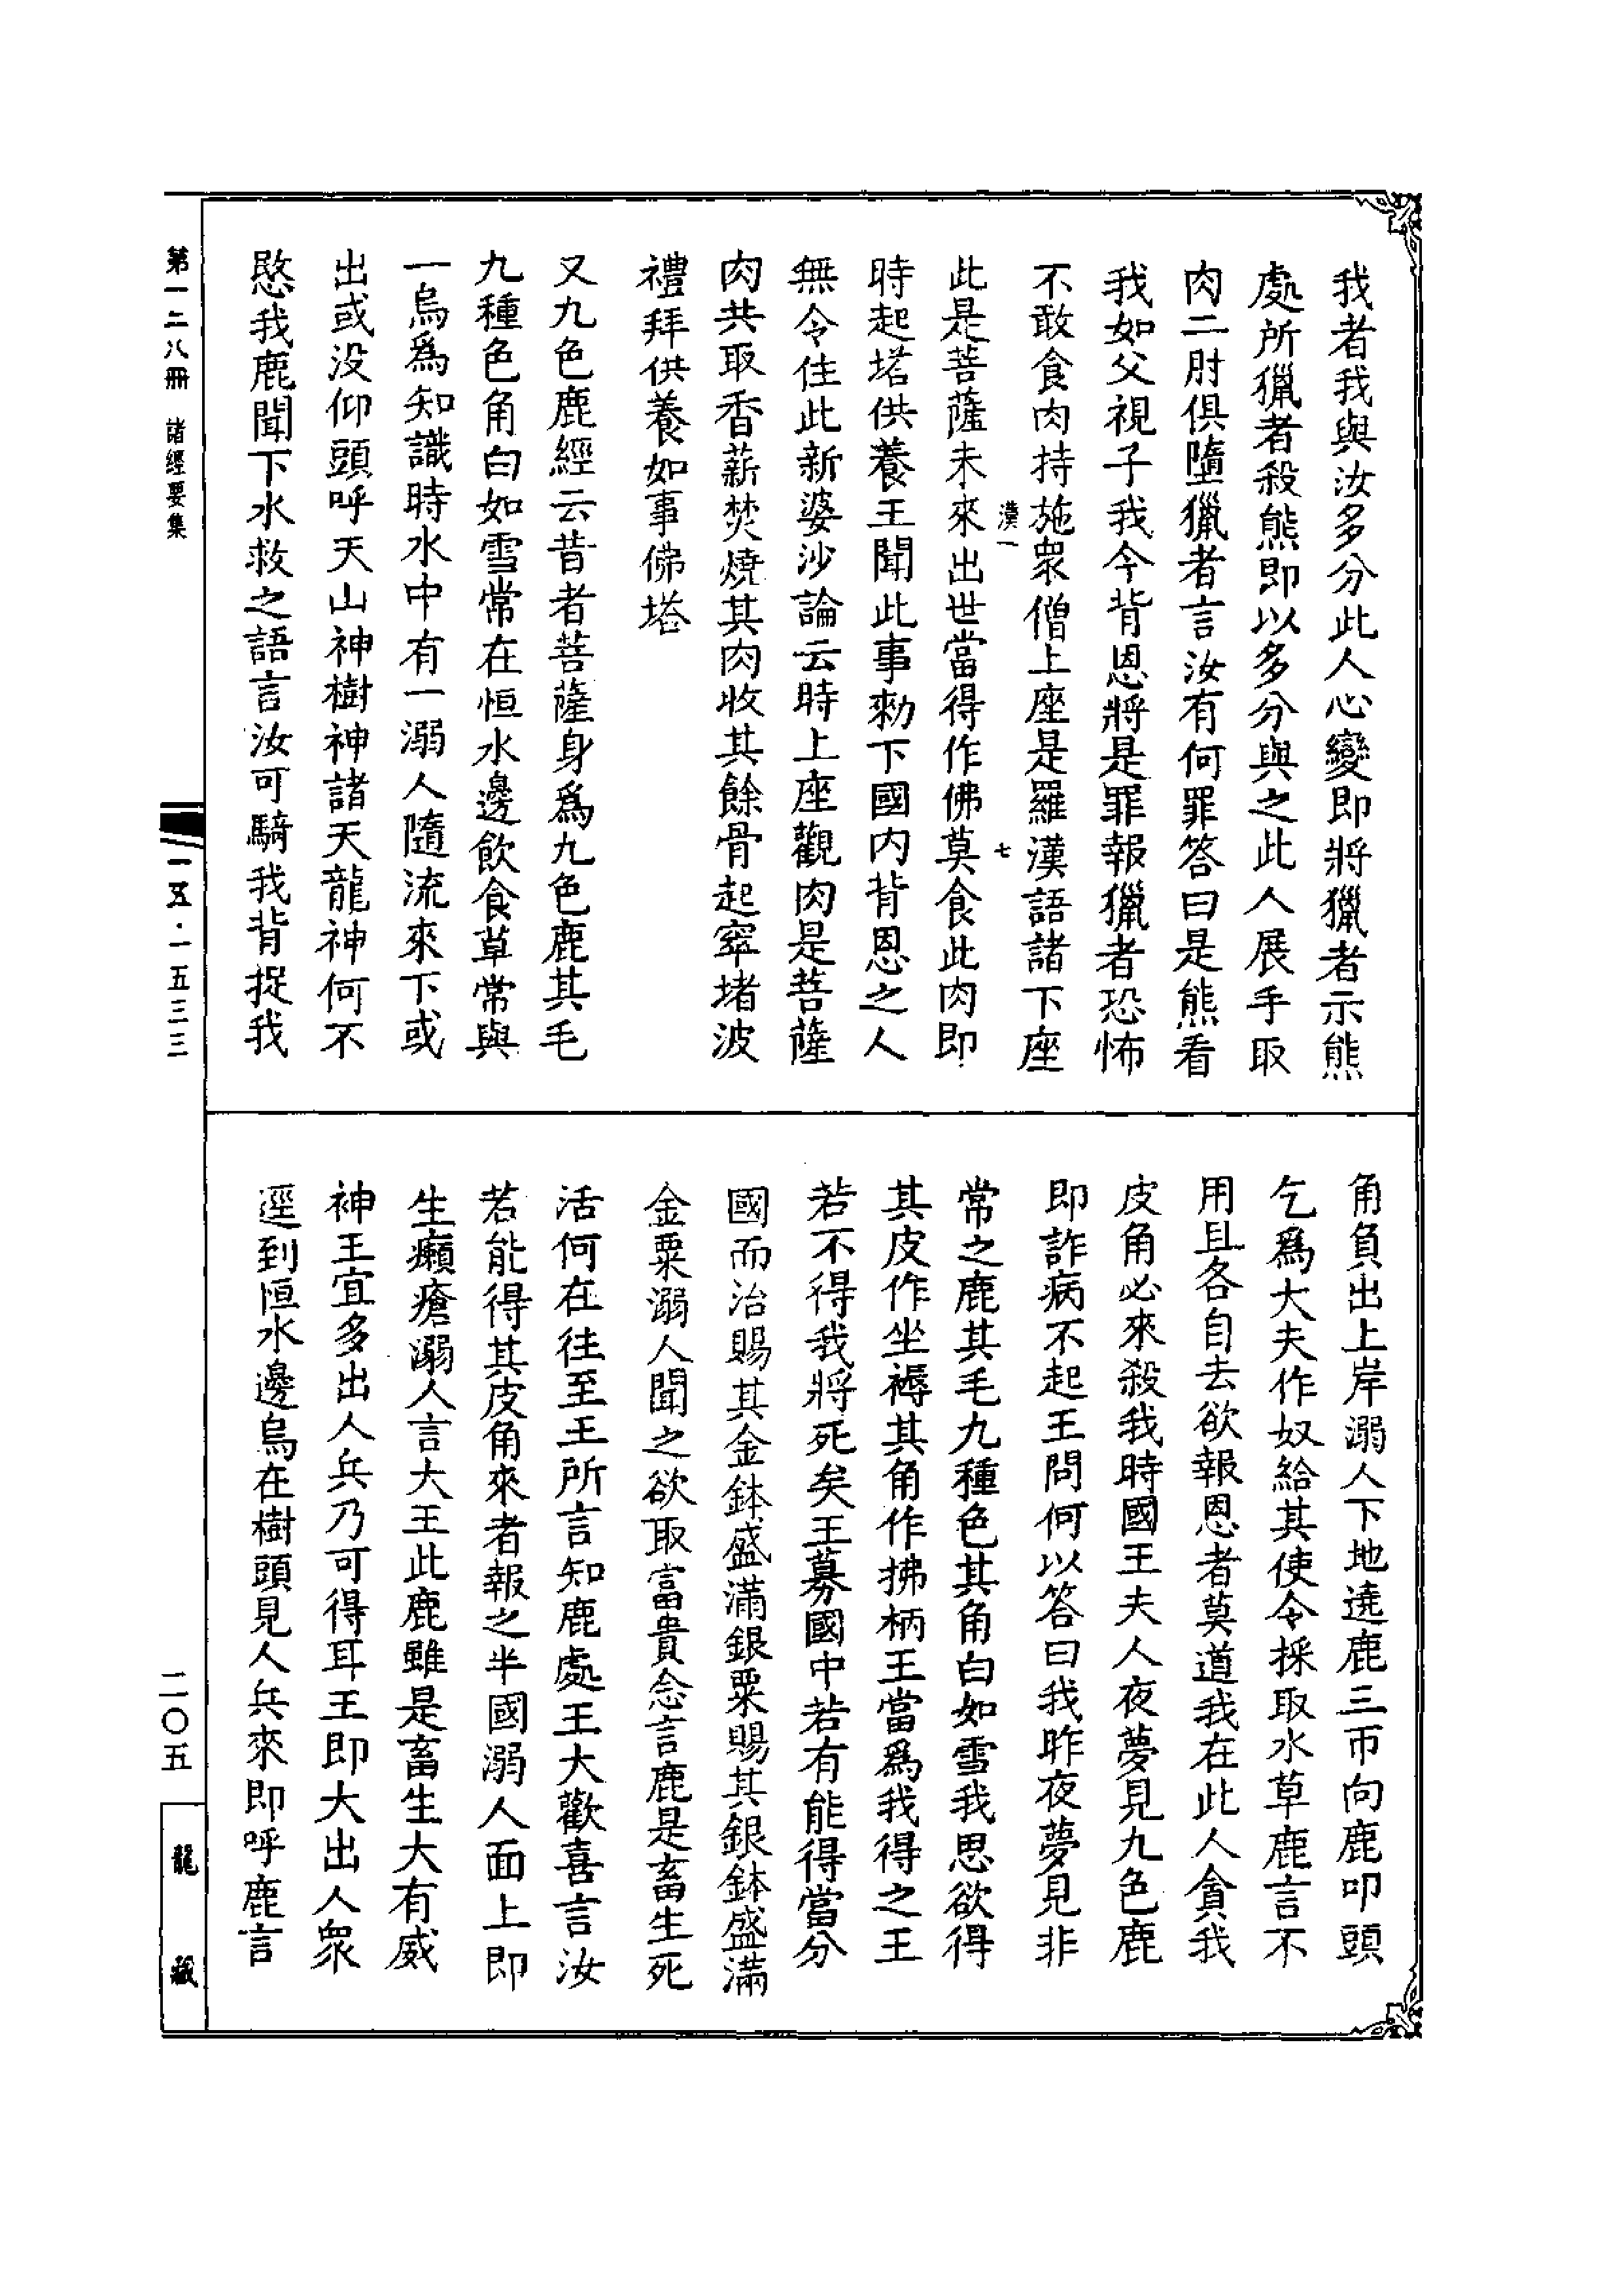 我者我與汝多分此人心變即將獵者示熊
處所獵者殺熊即以多分與之此人展手取
肉二肘俱墮獵者言汝有何罪答曰是熊看
我如父視子我今背恩將是罪報獵者恐怖
不敢食肉持施衆僧上座是羅漢語諸下座
漢一　七
此是菩薩未來出世當得作佛莫食此肉即
時起塔供養王聞此事勑下國内背恩之人
無令住此新婆沙論云時上座觀肉是菩薩
肉共取香薪焚燒其肉收其餘骨起窣堵波
禮拜供養如事佛塔
又九色鹿經云昔者菩薩身爲九色鹿其毛
九種色角白如雪常在恒水邊飲食草常與
一烏爲知識時水中有一溺人隨流來下或
出或没仰頭呼天山神樹神諸天龍神何不
愍我鹿聞下水救之語言汝可騎我背捉我
角負出上岸溺人下地遶鹿三帀向鹿叩頭
乞爲大夫作奴給其使令採取水草鹿言不
用且各自去欲報恩者莫道我在此人貪我
皮角必來殺我時國王夫人夜夢見九色鹿
即詐病不起王問何以答曰我昨夜夢見非
常之鹿其毛九種色其角白如雪我思欲得
其皮作坐褥其角作拂柄王當爲我得之王
若不得我將死矣王募國中若有能得當分
國而治賜其金鉢盛滿銀粟賜其銀鉢盛滿
金粟溺人聞之欲取富貴念言鹿是畜生死
活何在往至王所言知鹿處王大歡喜言汝
若能得其皮角來者報之半國溺人面上即
生癩瘡溺人言大王此鹿雖是畜生大有威
神王宜多出人兵乃可得耳王即大出人衆
逕到恒水邊烏在樹頭見人兵來即呼鹿言
第一二八冊　諸經要集
一五·一五三三
二〇五
龍藏